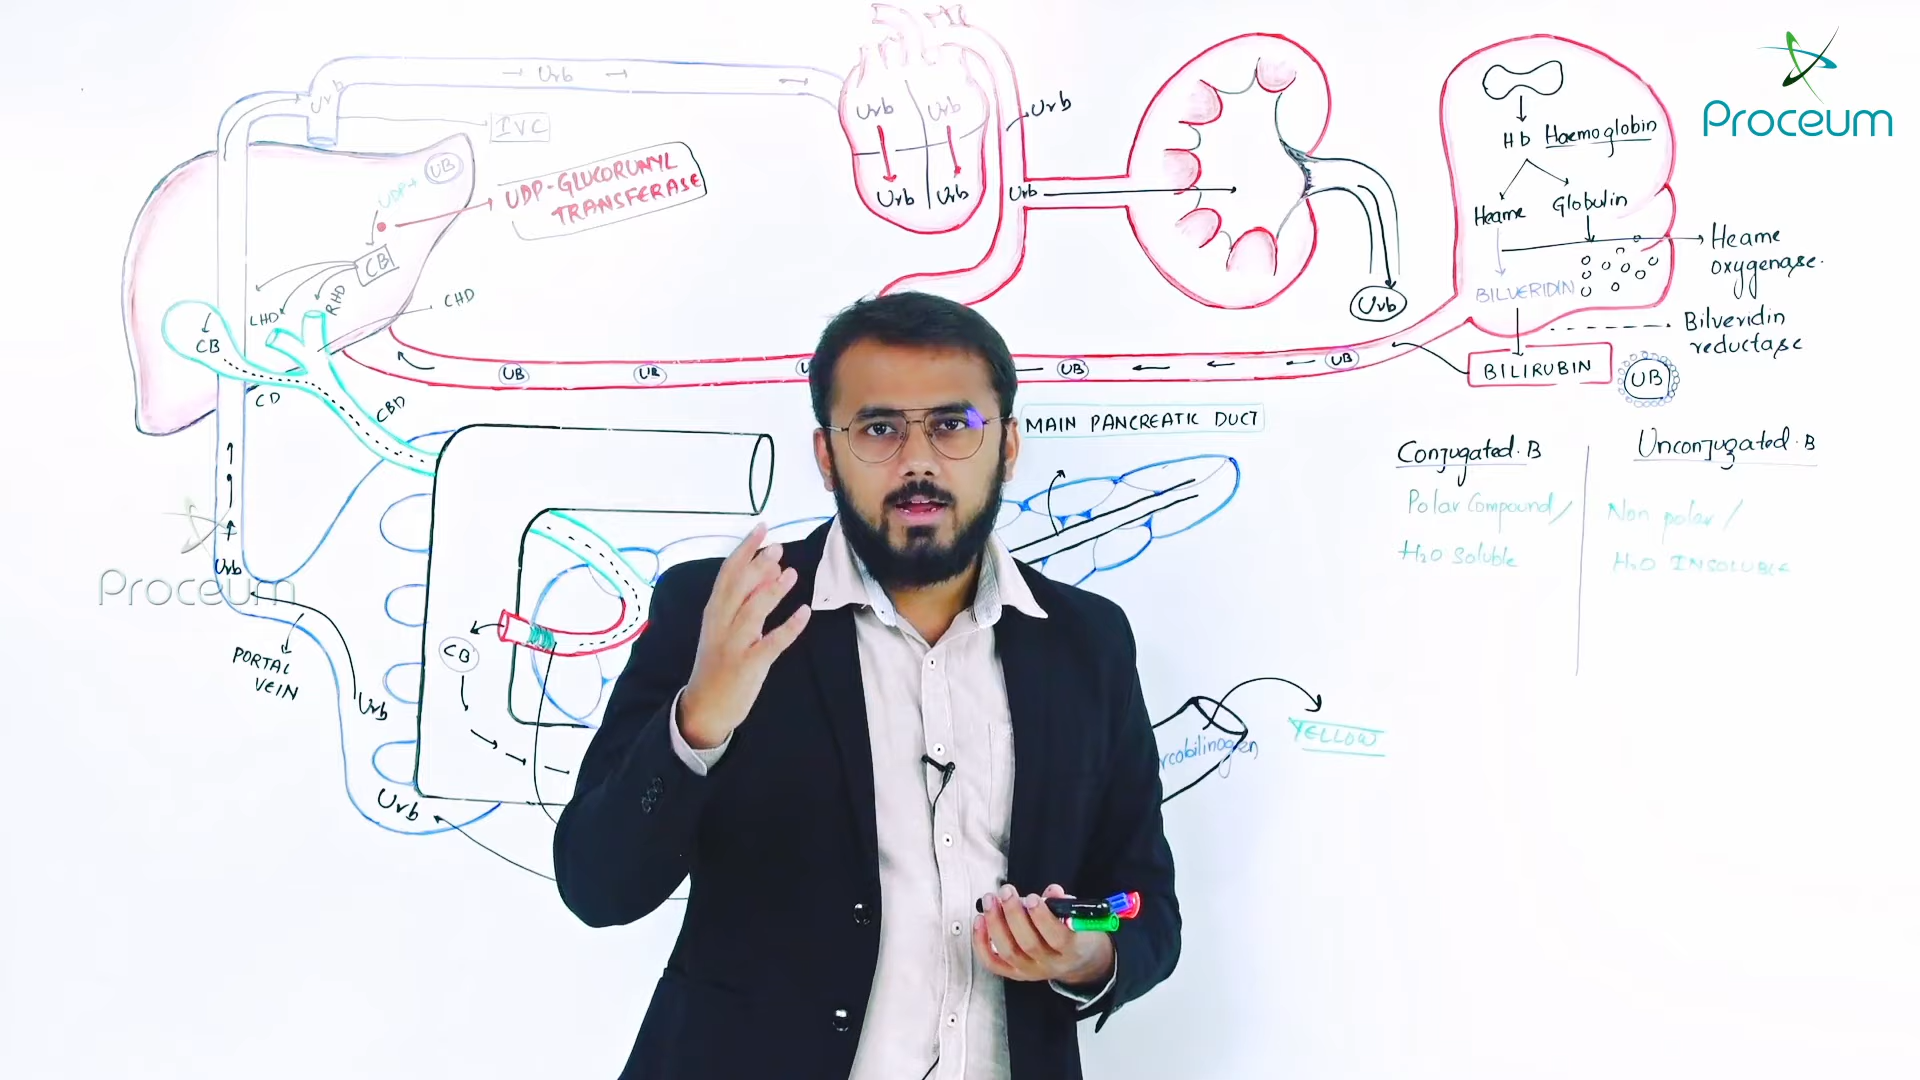 Proceum
Urb
Urb
IVC
UB
UDP+
UDP-GLUCORUNYL
TRANSFERASE
CB
RHD
LHD
CHD
CB
CD
CBD
Urb
Urb
Urb
Urb
Urb
Urb
Urb
Hb Haemoglobin
Heame
Globulin
BILVERIDIN
Heame
oxygenase.
Bilveridin
reductase
BILIRUBIN
UB
UB
UB
UB
UB
MAIN PANCREATIC DUCT
Conjugated. B
Polar Compound/
H₂O Soluble
Unconjugated. B
Non polar /
H₂O INSOLUBLE
Urb
Proceum
PORTAL
VEIN
Urb
CB
Urb
rcobilinogen
YELLOW